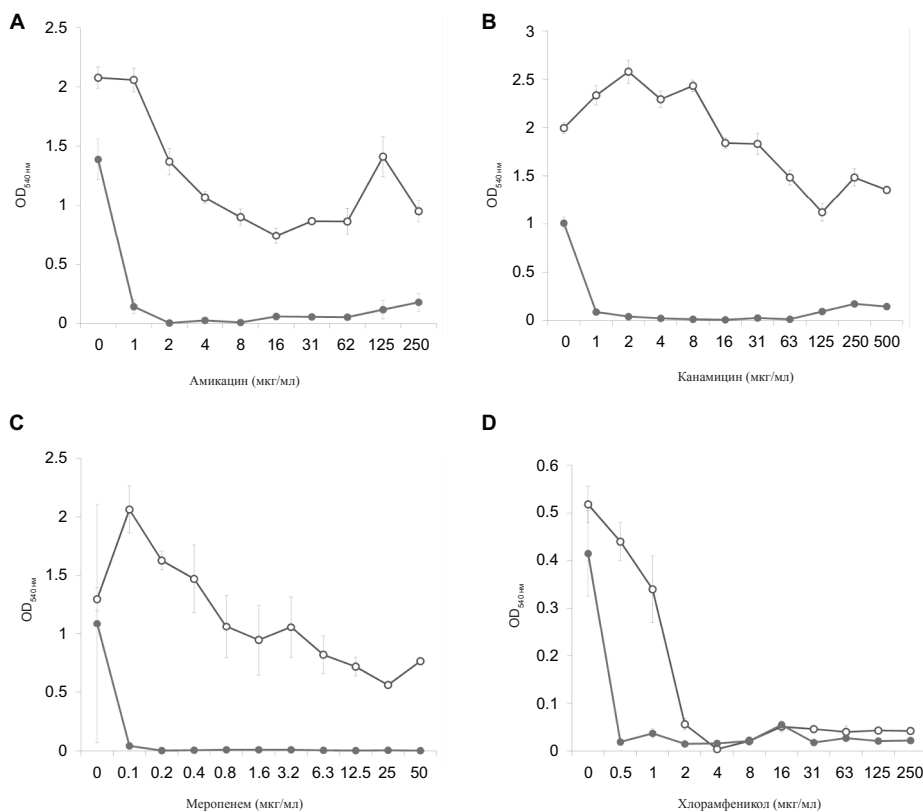 A
2.5
2
1.5
1
0.5
0
OD540 нм
0 1 2 4 8 16 31 62 125 250
Амикацин (мкг/мл)
B
3
2.5
2
1.5
1
0.5
0
OD540 нм
0 1 2 4 8 16 31 63 125 250 500
Канамицин (мкг/мл)
C
2.5
2
1.5
1
0.5
0
OD540 нм
0 0.1 0.2 0.4 0.8 1.6 3.2 6.3 12.5 25 50
Меропенем (мкг/мл)
D
0.6
0.5
0.4
0.3
0.2
0.1
0
OD540 нм
0 0.5 1 2 4 8 16 31 63 125 250
Хлорамфеникол (мкг/мл)